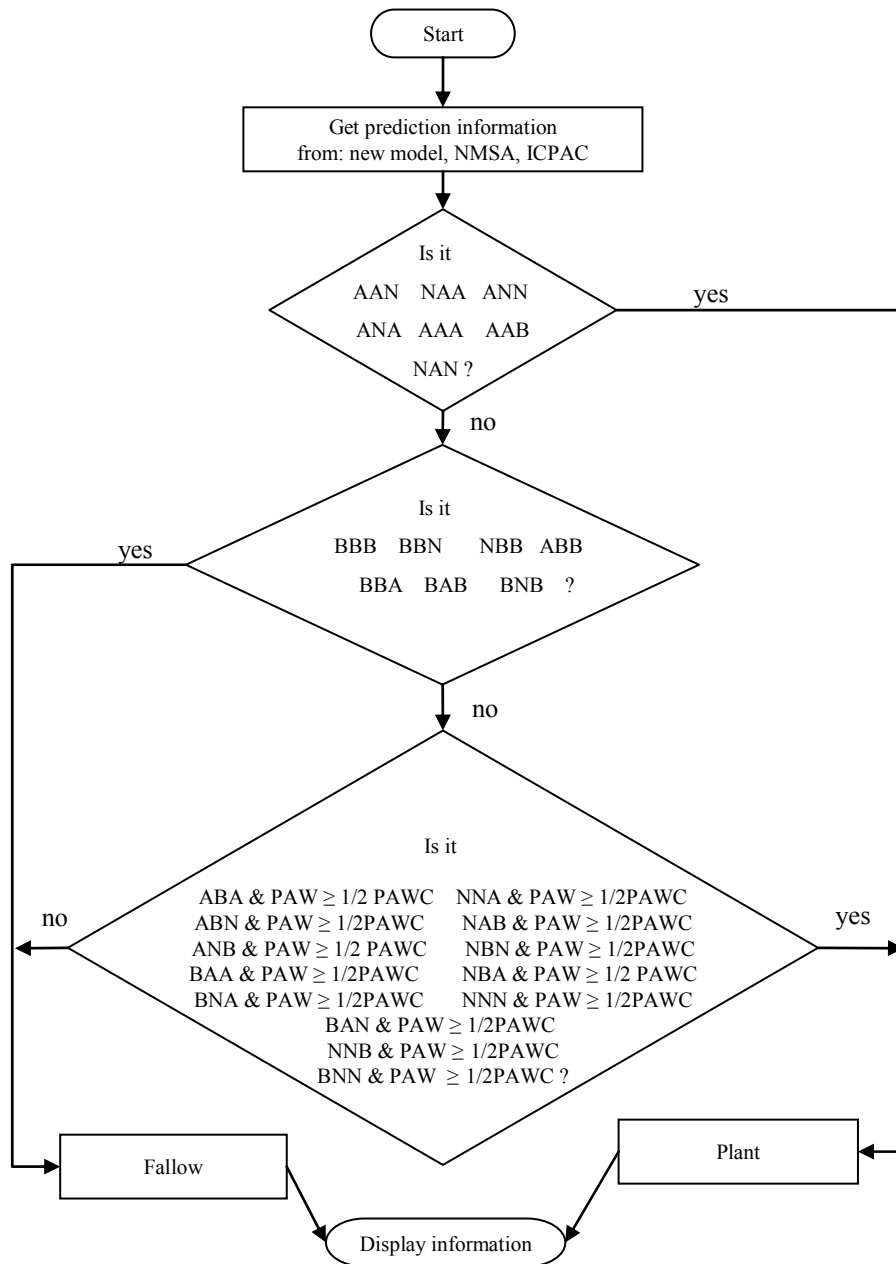 Start
Get prediction information
from: new model, NMSA, ICPAC
Is it
AAN NAA ANN
ANA AAA AAB
NAN ?
yes
no
Is it
BBB BBN NBB ABB
BBA BAB BNB ?
yes
no
Is it
ABA & PAW ≥ 1/2 PAWC NNA & PAW ≥ 1/2PAWC
ABN & PAW ≥ 1/2PAWC NAB & PAW ≥ 1/2PAWC
ANB & PAW ≥ 1/2 PAWC NBN & PAW ≥ 1/2PAWC
BAA & PAW ≥ 1/2PAWC NBA & PAW ≥ 1/2 PAWC
BNA & PAW ≥ 1/2PAWC NNN & PAW ≥ 1/2PAWC
BAN & PAW ≥ 1/2PAWC
NNB & PAW ≥ 1/2PAWC
BNN & PAW ≥ 1/2PAWC ?
no
yes
Fallow
Plant
Display information